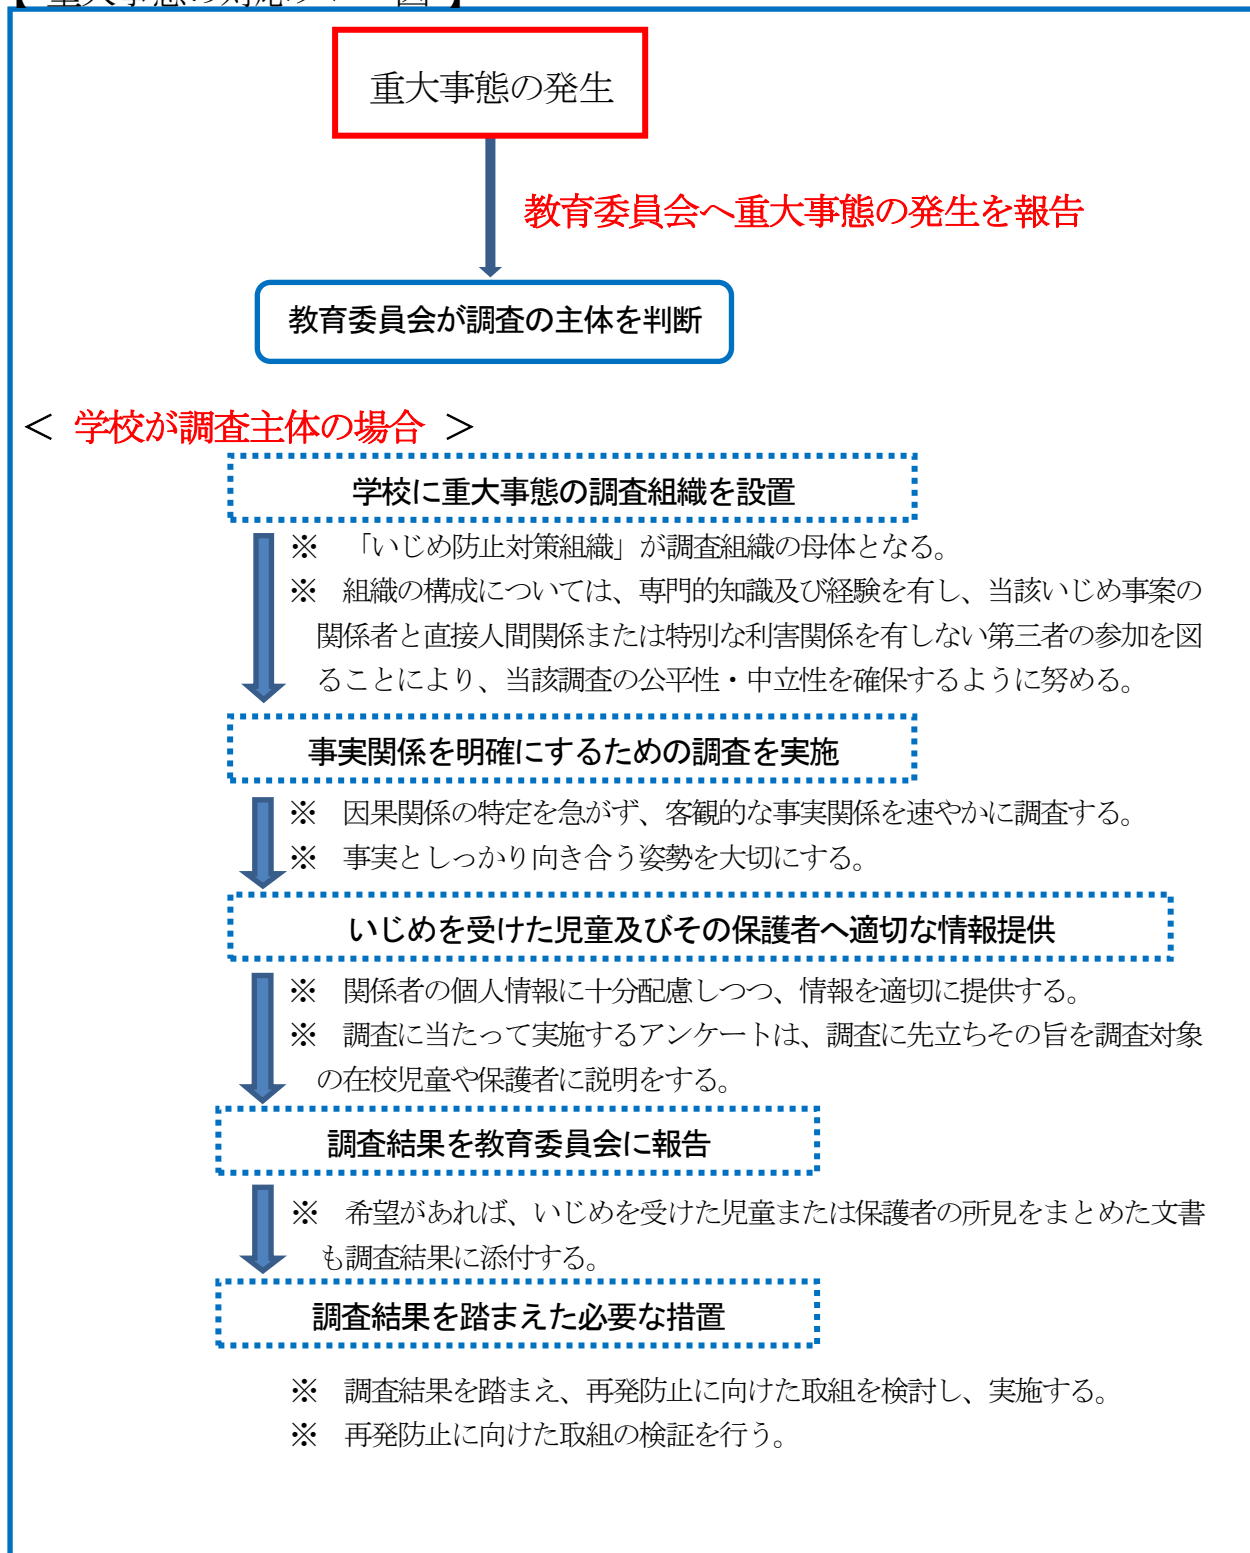 重大事態の発生
教育委員会へ重大事態の発生を報告
教育委員会が調査の主体を判断
＜ 学校が調査主体の場合 ＞
学校に重大事態の調査組織を設置
※ 「いじめ防止対策組織」が調査組織の母体となる。
※ 組織の構成については、専門的知識及び経験を有し、当該いじめ事案の
関係者と直接人間関係または特別な利害関係を有しない第三者の参加を図
ることにより、当該調査の公平性・中立性を確保するように努める。
事実関係を明確にするための調査を実施
※ 因果関係の特定を急がず、客観的な事実関係を速やかに調査する。
※ 事実としっかり向き合う姿勢を大切にする。
いじめを受けた児童及びその保護者へ適切な情報提供
※ 関係者の個人情報に十分配慮しつつ、情報を適切に提供する。
※ 調査に当たって実施するアンケートは、調査に先立ちその旨を調査対象
の在校児童や保護者に説明をする。
調査結果を教育委員会に報告
※ 希望があれば、いじめを受けた児童または保護者の所見をまとめた文書
も調査結果に添付する。
調査結果を踏まえた必要な措置
※ 調査結果を踏まえ、再発防止に向けた取組を検討し、実施する。
※ 再発防止に向けた取組の検証を行う。